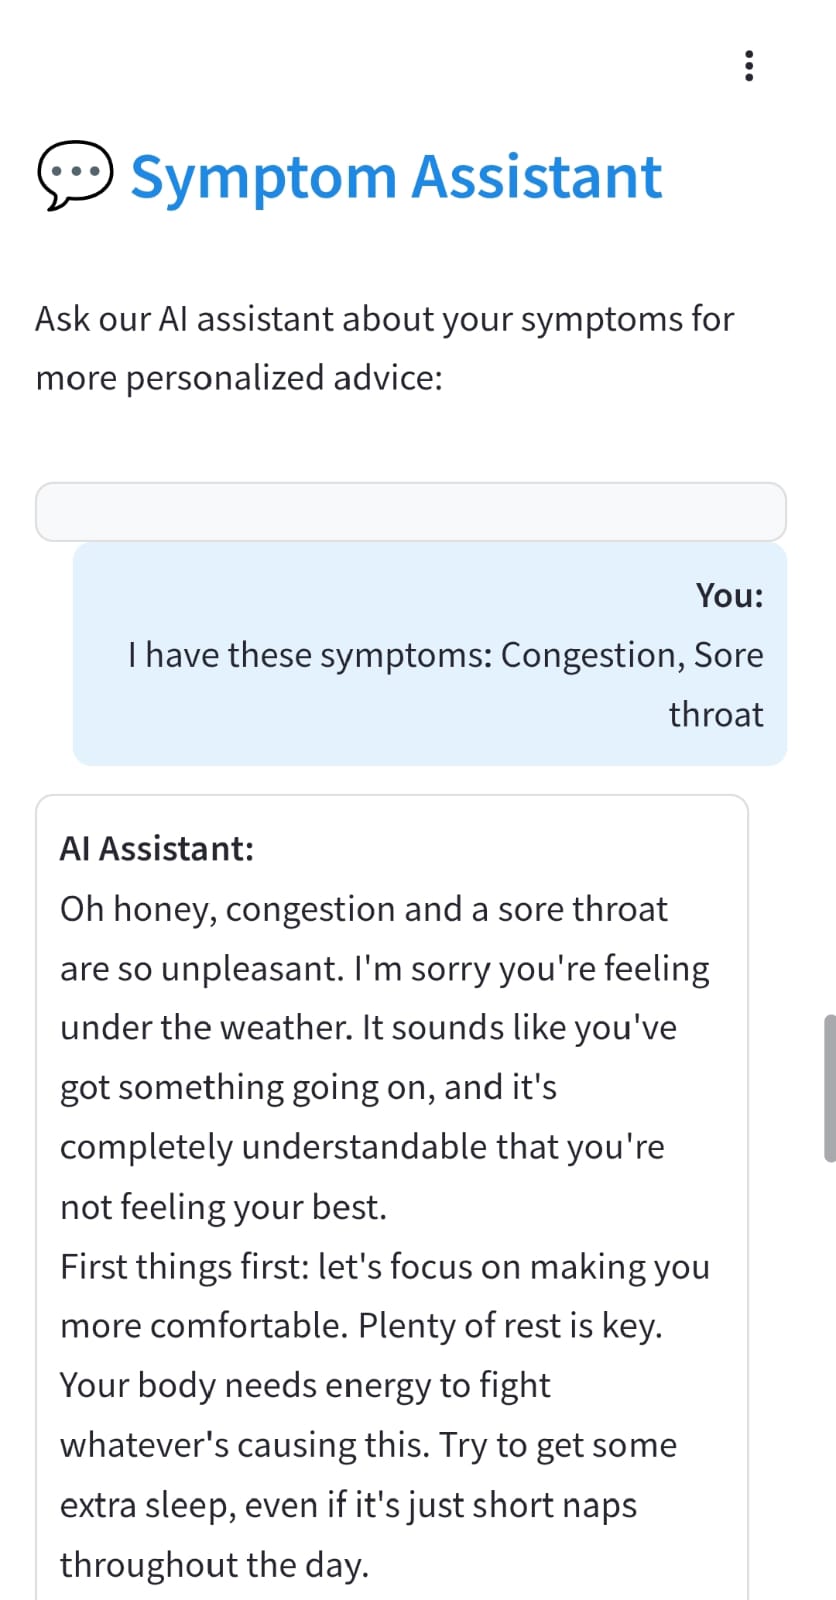 Symptom Assistant
Ask our AI assistant about your symptoms for
more personalized advice:
You:
I have these symptoms: Congestion, Sore
throat
AI Assistant:
Oh honey, congestion and a sore throat
are so unpleasant. I'm sorry you're feeling
under the weather. It sounds like you've
got something going on, and it's
completely understandable that you're
not feeling your best.
First things first: let's focus on making you
more comfortable. Plenty of rest is key.
Your body needs energy to fight
whatever's causing this. Try to get some
extra sleep, even if it's just short naps
throughout the day.